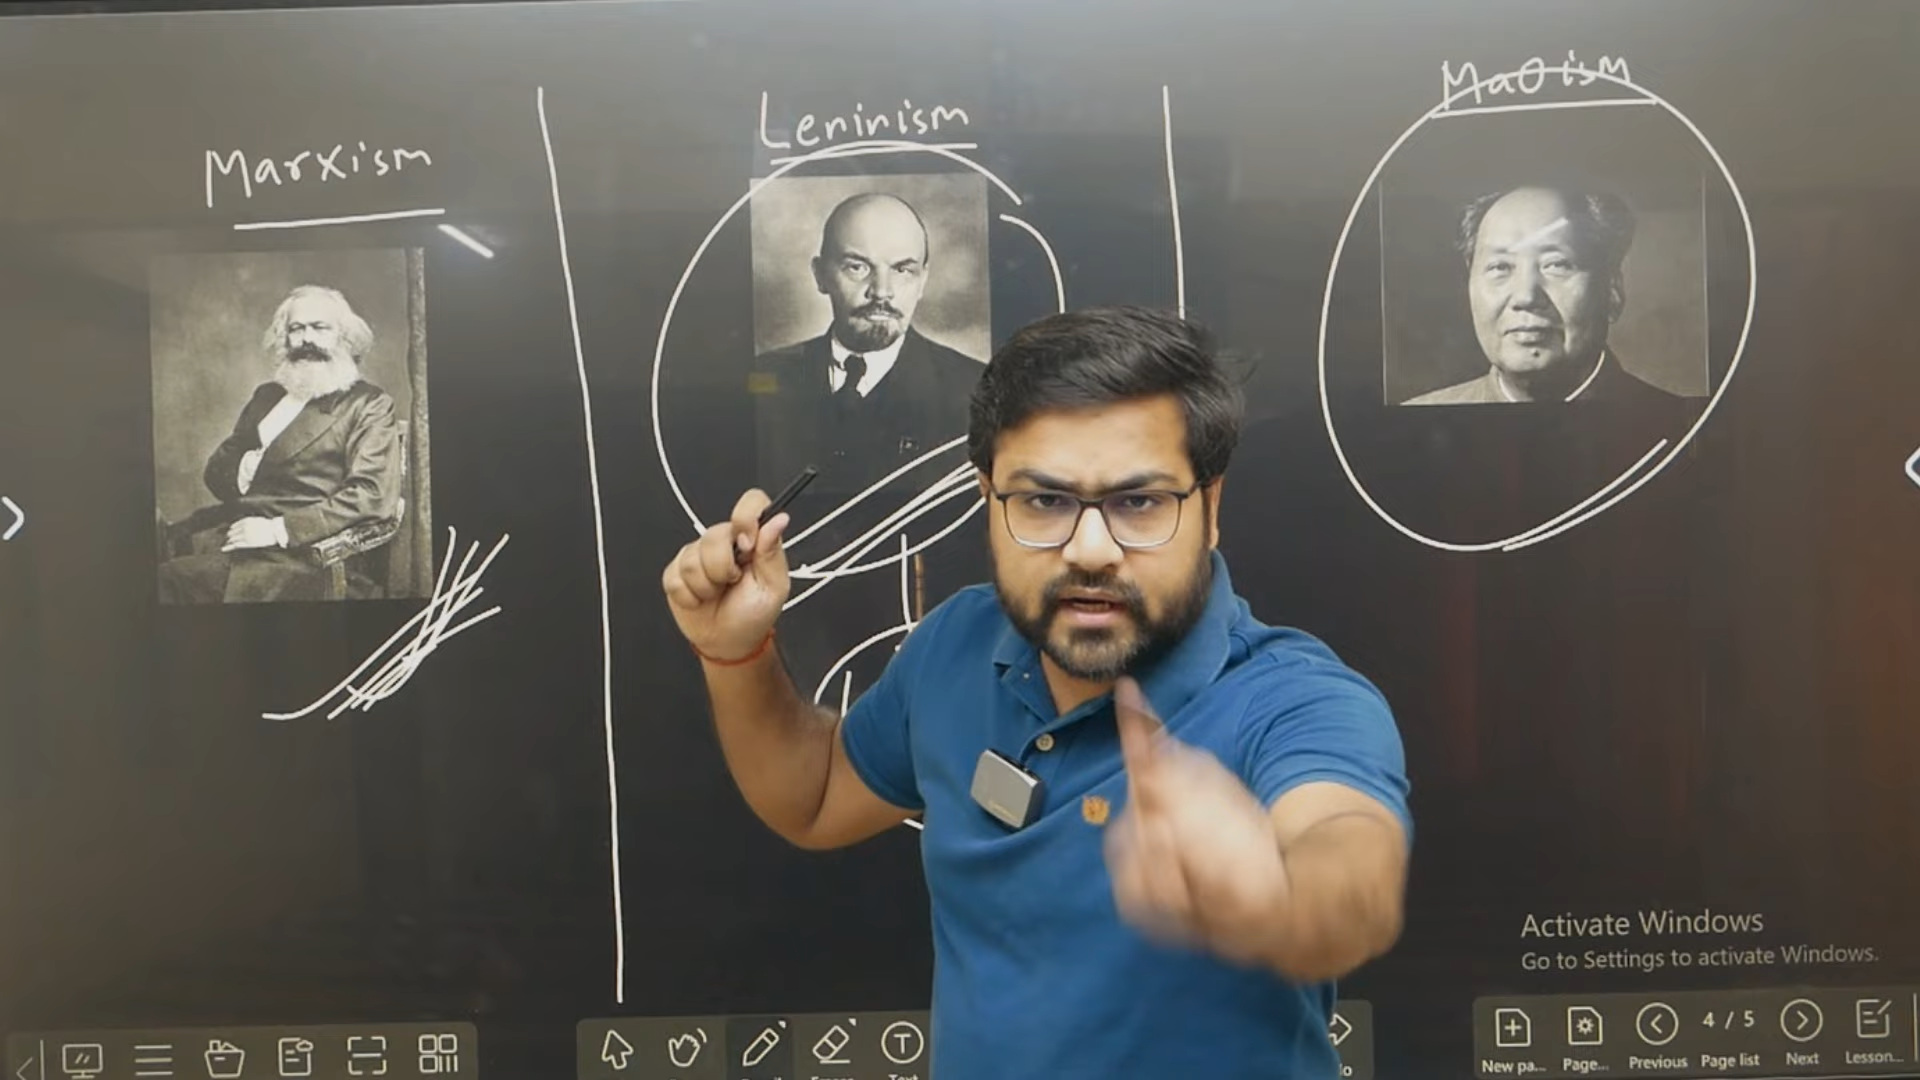 Marxism
Leninism
Maoism
Activate Windows
Go to Settings to activate Windows.
4 / 5
New pa...
Page...
Previous
Page list
Next
Lesson...
T